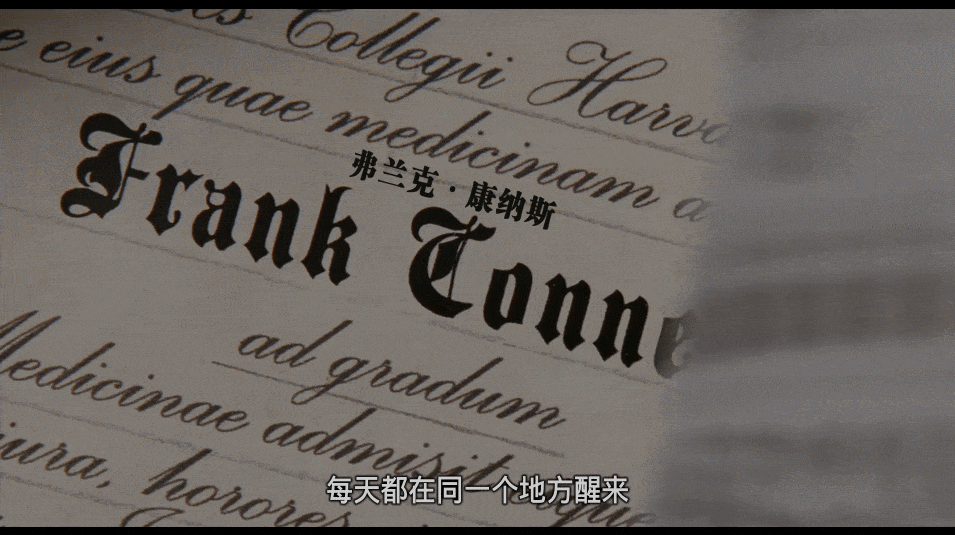 Collegii Harva
eius quae medicinam a
弗兰克·康纳斯
Frank Conne
ad gradum
Medicinae admisit
jura, horores
每天都在同一个地方醒来